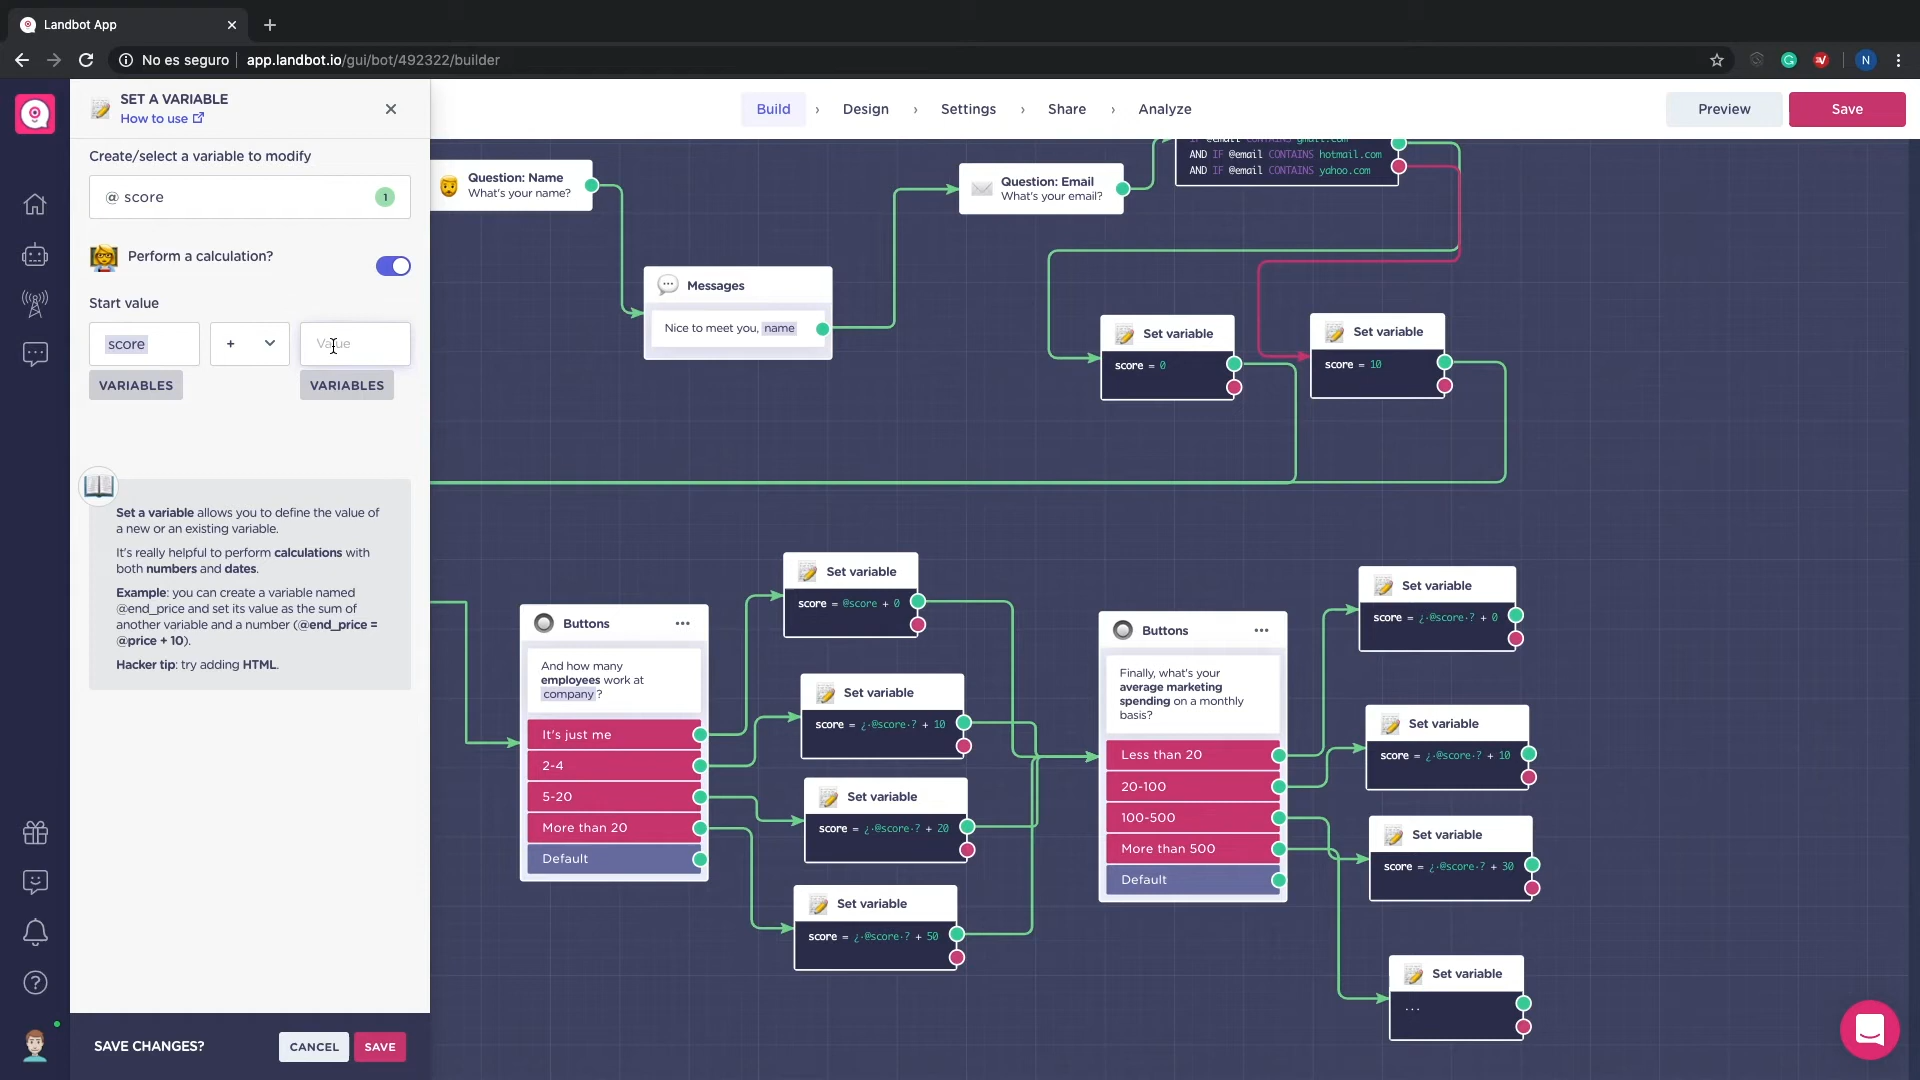 Landbot App
No es seguro
app.landbot.io/gui/bot/492322/builder
N
SET A VARIABLE
How to use
Build
Design
Settings
Share
Analyze
Preview
Save
Create/select a variable to modify
@ score
1
Perform a calculation?
Start value
score
+
Value
VARIABLES
VARIABLES
Set a variable allows you to define the value of
a new or an existing variable.
It's really helpful to perform calculations with
both numbers and dates.
Example: you can create a variable named
@end_price and set its value as the sum of
another variable and a number (@end_price =
@price + 10).
Hacker tip: try adding HTML.
SAVE CHANGES?
CANCEL
SAVE
Question: Name
What's your name?
Messages
Nice to meet you, name
Question: Email
What's your email?
IF @email CONTAINS gmail.com
AND IF @email CONTAINS hotmail.com
AND IF @email CONTAINS yahoo.com
Set variable
score = 0
Set variable
score = 10
Buttons
And how many
employees work at
company ?
It's just me
2-4
5-20
More than 20
Default
Set variable
score = @score + 0
Set variable
score = ¿·@score·? + 10
Set variable
score = ¿·@score·? + 20
Set variable
score = ¿·@score·? + 50
Buttons
Finally, what's your
average marketing
spending on a monthly
basis?
Less than 20
20-100
100-500
More than 500
Default
Set variable
score = ¿·@score·? + 0
Set variable
score = ¿·@score·? + 10
Set variable
score = ¿·@score·? + 30
Set variable
...